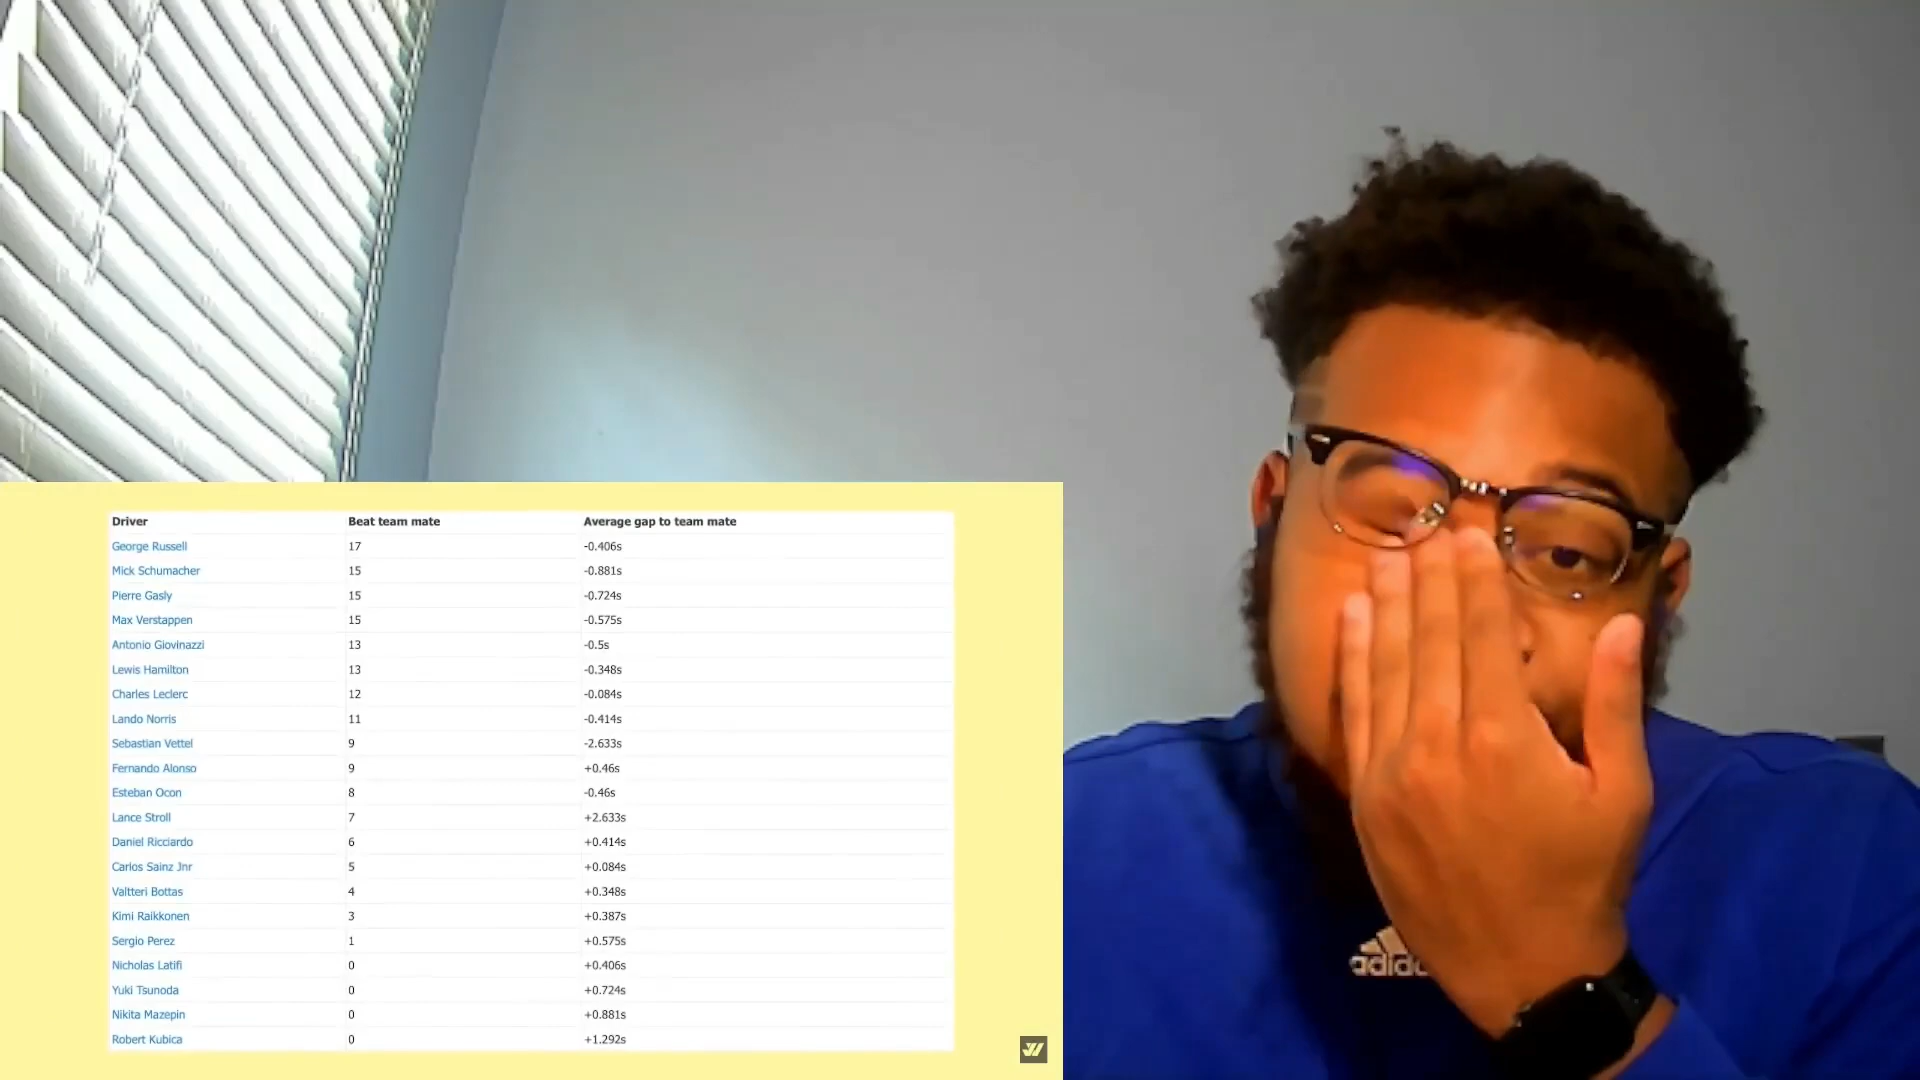 Driver Beat team mate Average gap to team mate
George Russell 17 -0.406s
Mick Schumacher 15 -0.881s
Pierre Gasly 15 -0.724s
Max Verstappen 15 -0.575s
Antonio Giovinazzi 13 -0.5s
Lewis Hamilton 13 -0.348s
Charles Leclerc 12 -0.084s
Lando Norris 11 -0.414s
Sebastian Vettel 9 -2.633s
Fernando Alonso 9 +0.46s
Esteban Ocon 8 -0.46s
Lance Stroll 7 +2.633s
Daniel Ricciardo 6 +0.414s
Carlos Sainz Jnr 5 +0.084s
Valtteri Bottas 4 +0.348s
Kimi Raikkonen 3 +0.387s
Sergio Perez 1 +0.575s
Nicholas Latifi 0 +0.406s
Yuki Tsunoda 0 +0.724s
Nikita Mazepin 0 +0.881s
Robert Kubica 0 +1.292s
adida